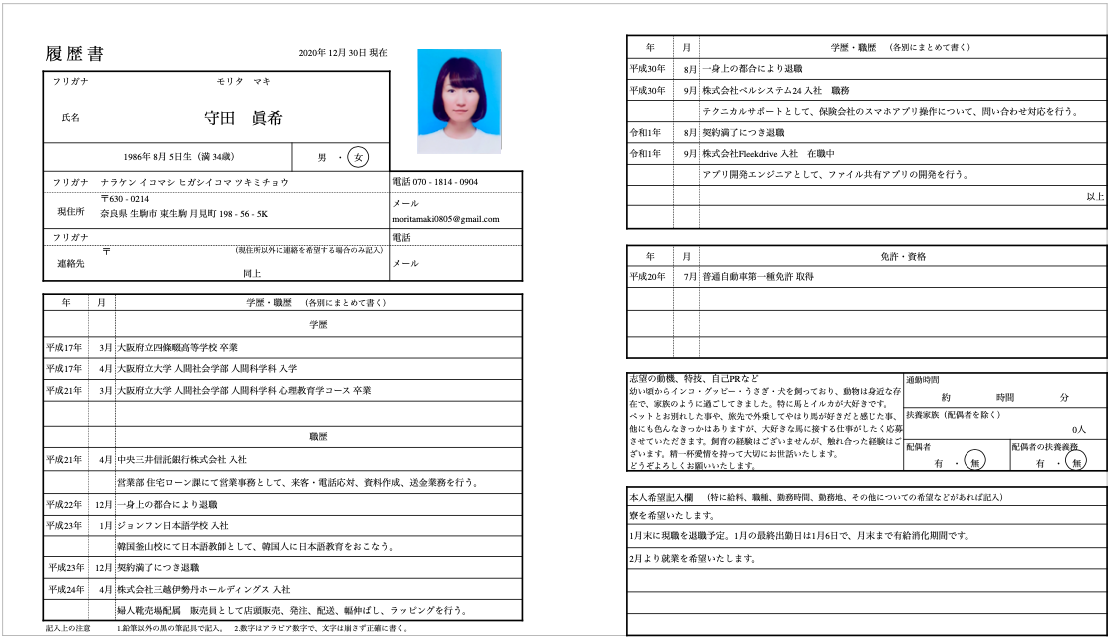 履歴書
2020年 12月 30日 現在
フリガナ モリタ マキ
氏名 守田 眞希
1986年 8月 5日生（満 34歳） 男 ・ 女
フリガナ ナラケン イコマシ ヒガシイコマ ツキミチョウ
電話 070 - 1814 - 0904
現住所 〒630 - 0214
奈良県 生駒市 東生駒 月見町 198 - 56 - 5K
メール
moritamaki0805@gmail.com
フリガナ
電話
連絡先 〒 （現住所以外に連絡を希望する場合のみ記入）
同上
メール
年 月 学歴・職歴 （各別にまとめて書く）
学歴
平成17年 3月 大阪府立四條畷高等学校 卒業
平成17年 4月 大阪府立大学 人間社会学部 人間科学科 入学
平成21年 3月 大阪府立大学 人間社会学部 人間科学科 心理教育学コース 卒業
職歴
平成21年 4月 中央三井信託銀行株式会社 入社
営業部 住宅ローン課にて営業事務として、来客・電話応対、資料作成、送金業務を行う。
平成22年 12月 一身上の都合により退職
平成23年 1月 ジョンフン日本語学校 入社
韓国釜山校にて日本語教師として、韓国人に日本語教育をおこなう。
平成23年 12月 契約満了につき退職
平成24年 4月 株式会社三越伊勢丹ホールディングス 入社
婦人靴売場配属 販売員として店頭販売、発注、配送、幅伸ばし、ラッピングを行う。
記入上の注意 1.鉛筆以外の黒の筆記具で記入。 2.数字はアラビア数字で、文字は崩さず正確に書く。
年 月 学歴・職歴 （各別にまとめて書く）
平成30年 8月 一身上の都合により退職
平成30年 9月 株式会社ベルシステム24 入社 職務
テクニカルサポートとして、保険会社のスマホアプリ操作について、問い合わせ対応を行う。
令和1年 8月 契約満了につき退職
令和1年 9月 株式会社Fleekdrive 入社 在職中
アプリ開発エンジニアとして、ファイル共有アプリの開発を行う。
以上
年 月 免許・資格
平成20年 7月 普通自動車第一種免許 取得
志望の動機、特技、自己PRなど
幼い頃からインコ・グッピー・うさぎ・犬を飼っており、動物は身近な存
在で、家族のように過ごしてきました。特に馬とイルカが大好きです。
ペットとお別れした事や、旅先で外乗してやはり馬が好きだと感じた事、
他にも色んなきっかはありますが、大好きな馬に接する仕事がしたく応募
させていただきます。飼育の経験はございませんが、触れ合った経験はご
ざいます。精一杯愛情を持って大切にお世話いたします。
どうぞよろしくお願いいたします。
通勤時間
約 時間 分
扶養家族（配偶者を除く）
0人
配偶者
有 ・ 無
配偶者の扶養義務
有 ・ 無
本人希望記入欄 （特に給料、職種、勤務時間、勤務地、その他についての希望などがあれば記入）
寮を希望いたします。
1月末に現職を退職予定。1月の最終出勤日は1月6日で、月末まで有給消化期間です。
2月より就業を希望いたします。